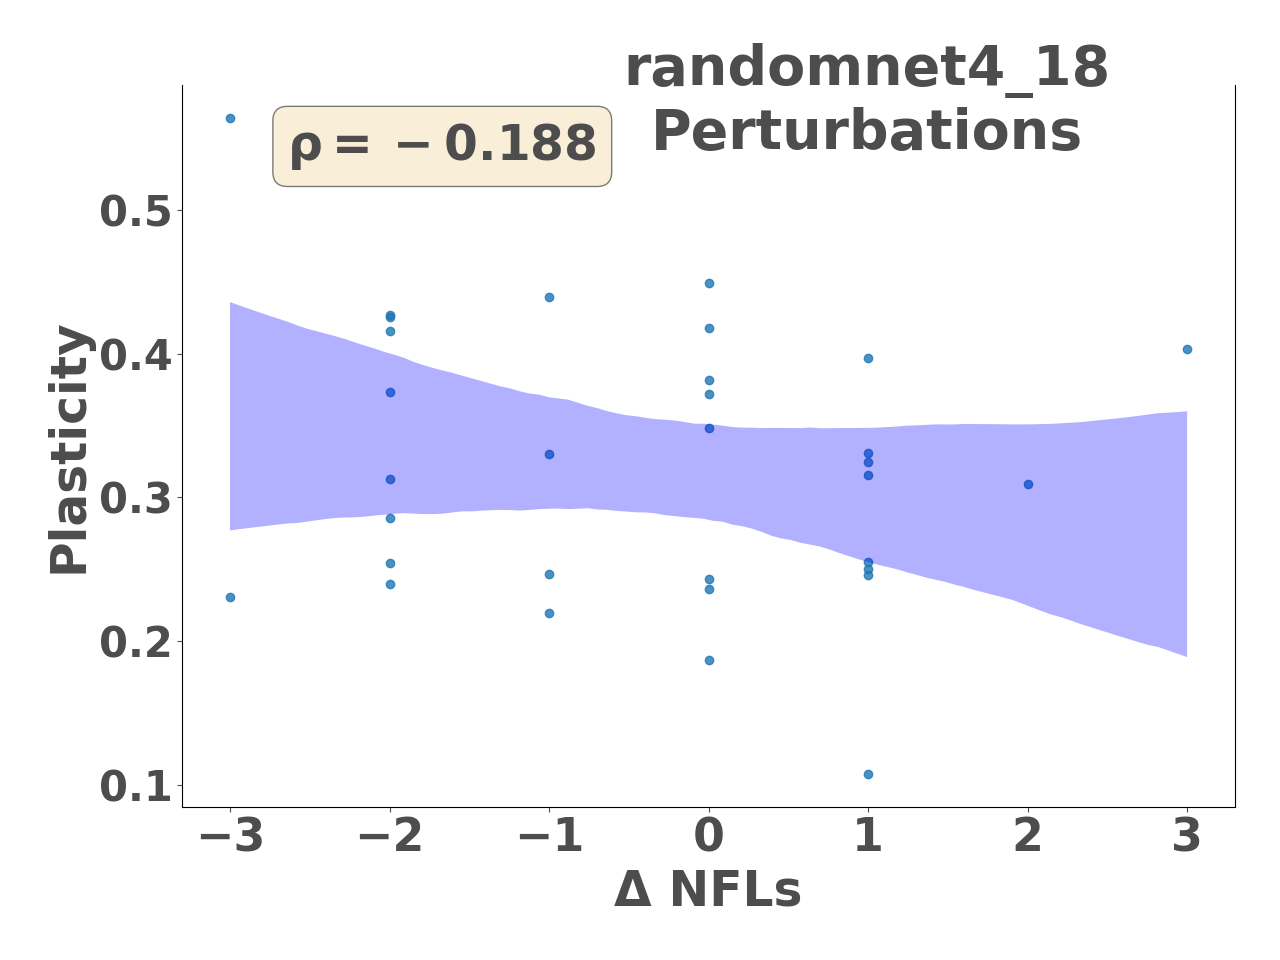 randomnet4_18
Perturbations
ρ = − 0.188
Plasticity
0.5
0.4
0.3
0.2
0.1
−3 −2 −1 0 1 2 3
Δ NFLs